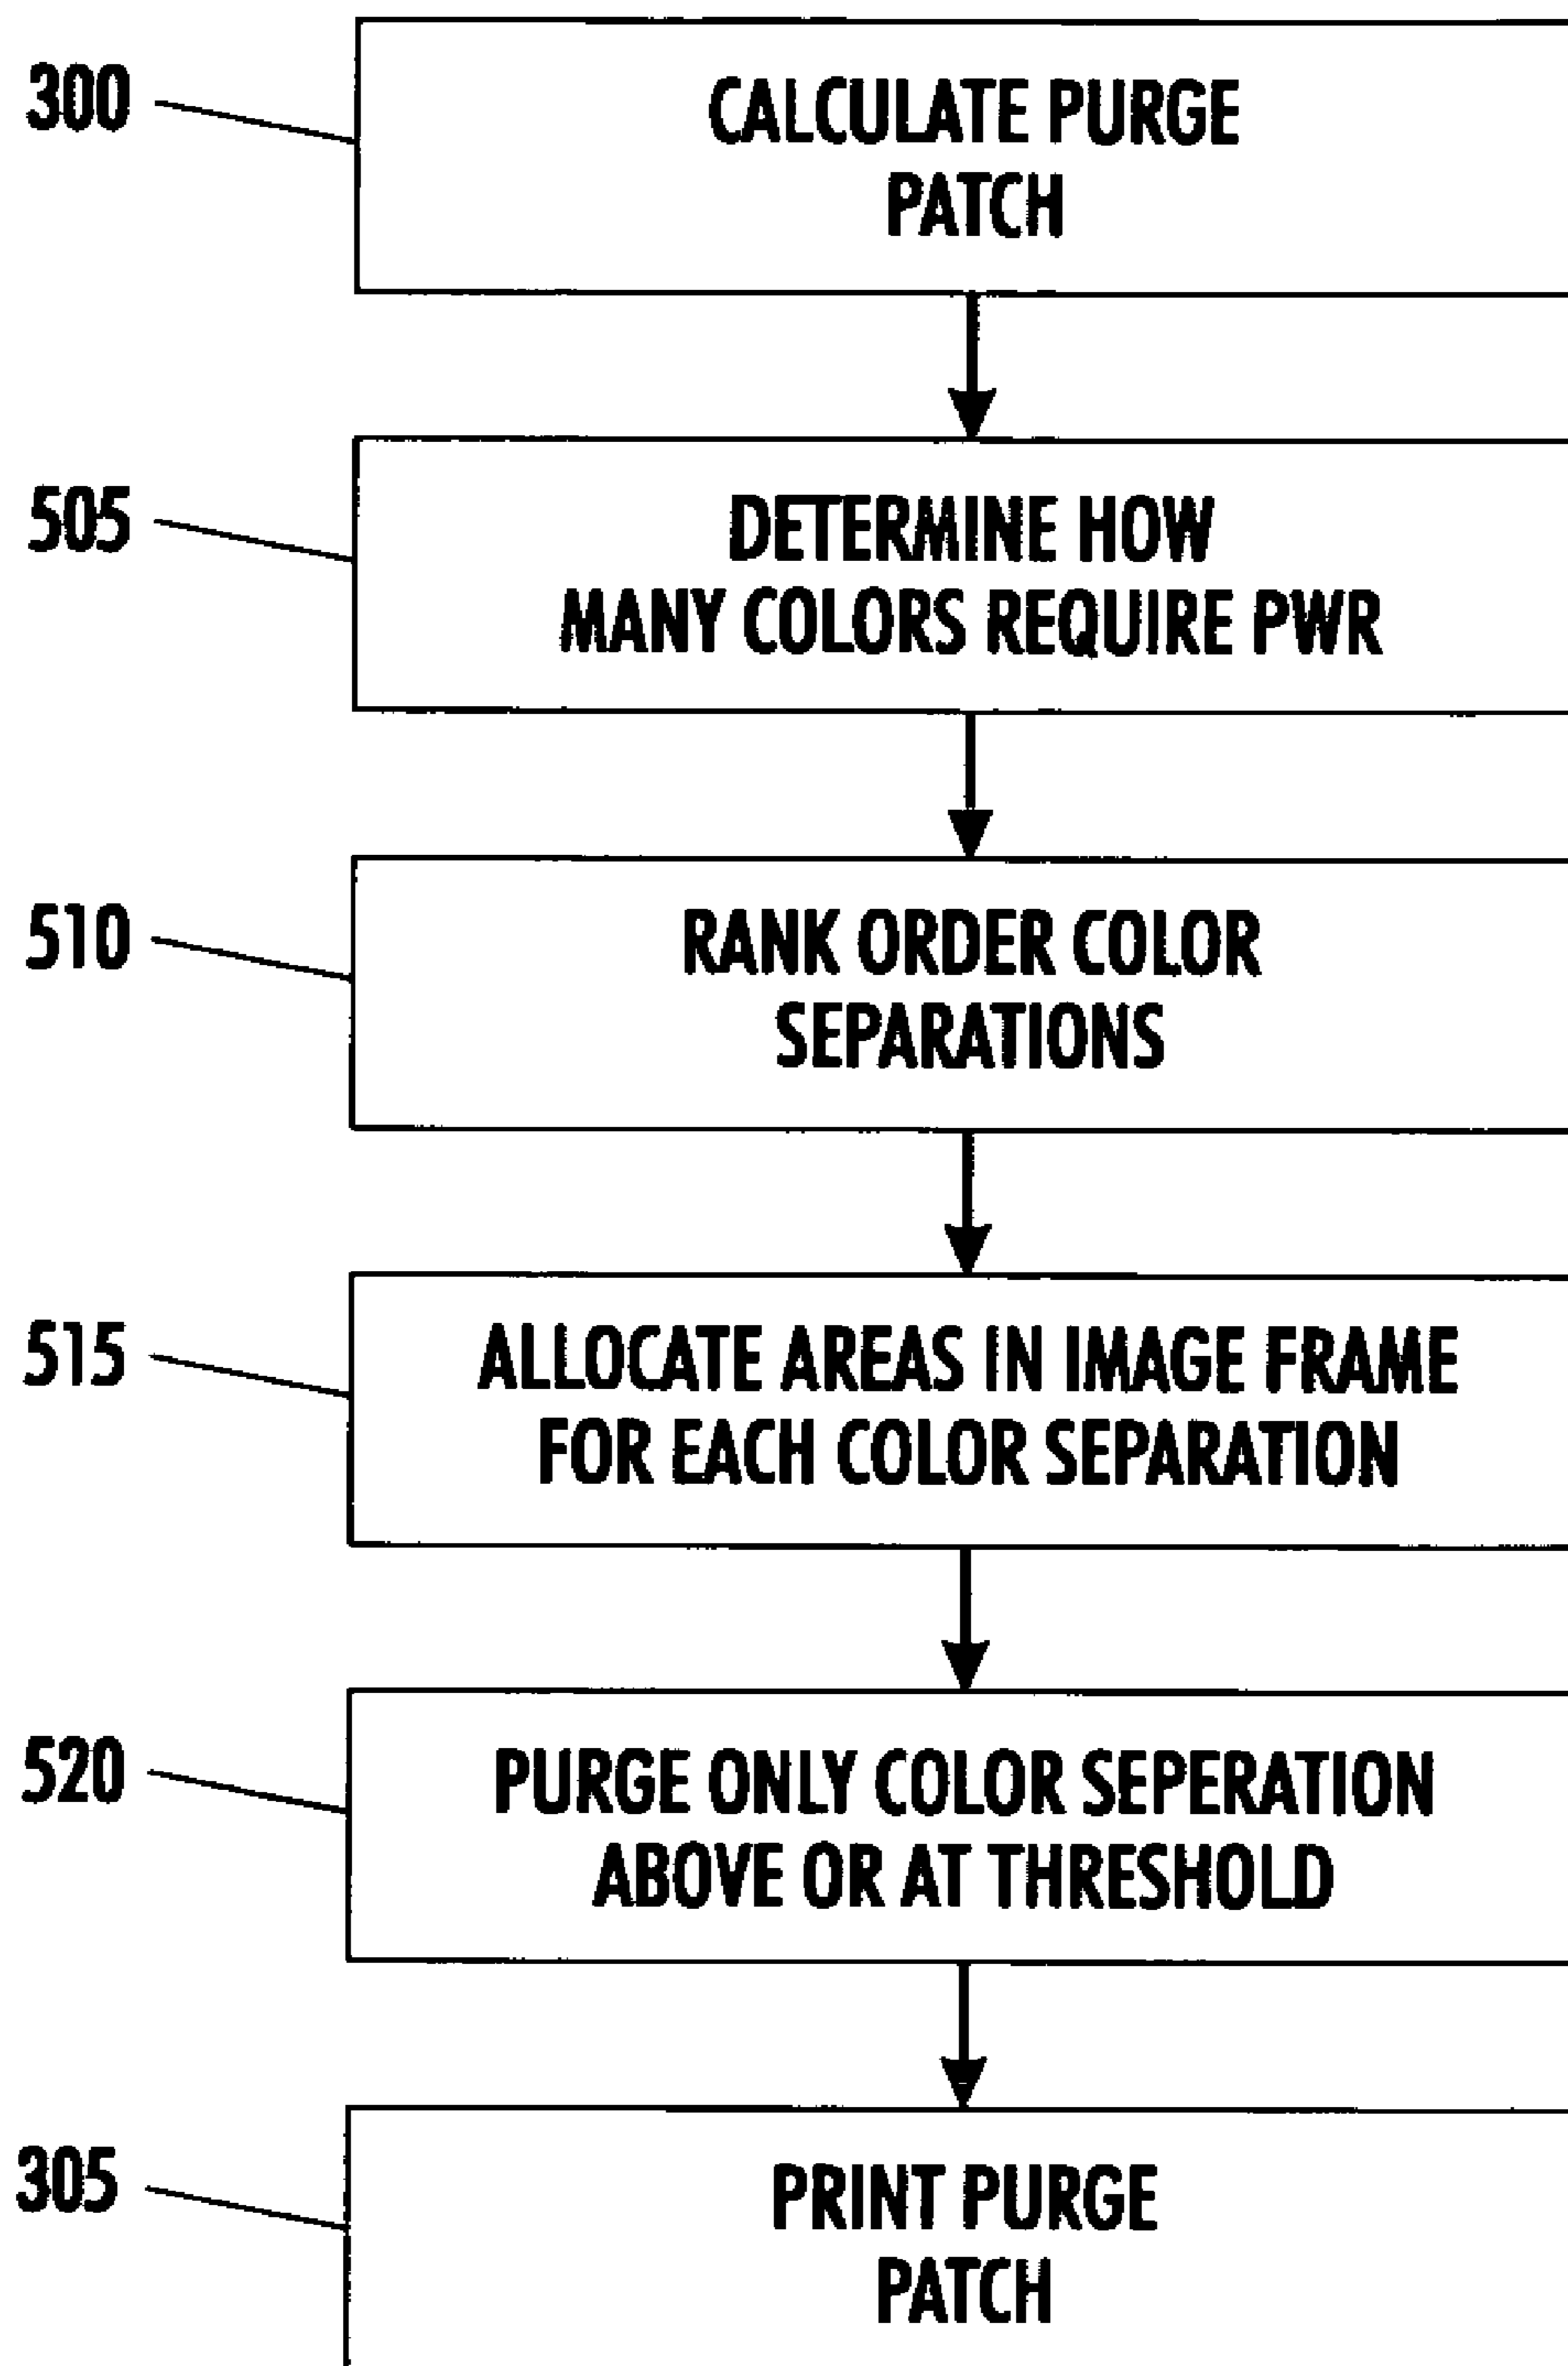 300
CALCULATE PURGE
PATCH
505
DETERMINE HOW
MANY COLORS REQUIRE PWR
510
RANK ORDER COLOR
SEPARATIONS
515
ALLOCATE AREAS IN IMAGE FRAME
FOR EACH COLOR SEPARATION
520
PURGE ONLY COLOR SEPERATION
ABOVE OR AT THRESHOLD
305
PRINT PURGE
PATCH